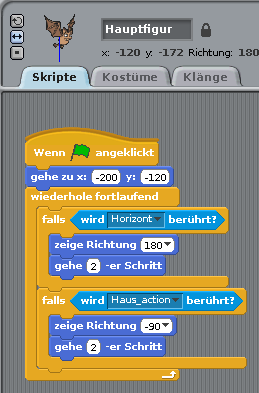 Hauptfigur
x: -120 y: -172 Richtung: 180
Skripte Kostüme Klänge
Wenn angeklickt
gehe zu x: -200 y: -120
wiederhole fortlaufend
falls wird Horizont berührt?
zeige Richtung 180
gehe 2 -er Schritt
falls wird Haus_action berührt?
zeige Richtung -90
gehe 2 -er Schritt